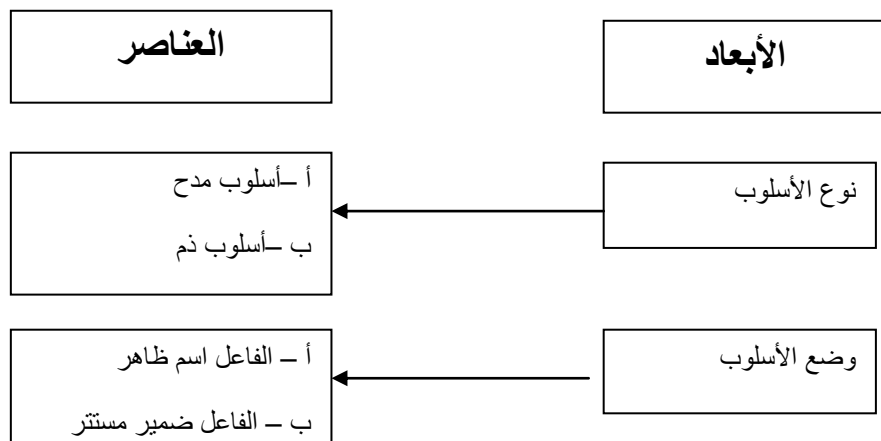 الأبعاد
العناصر
نوع الأسلوب
أ –أسلوب مدح
ب –أسلوب ذم
وضع الأسلوب
أ – الفاعل اسم ظاهر
ب – الفاعل ضمير مستتر